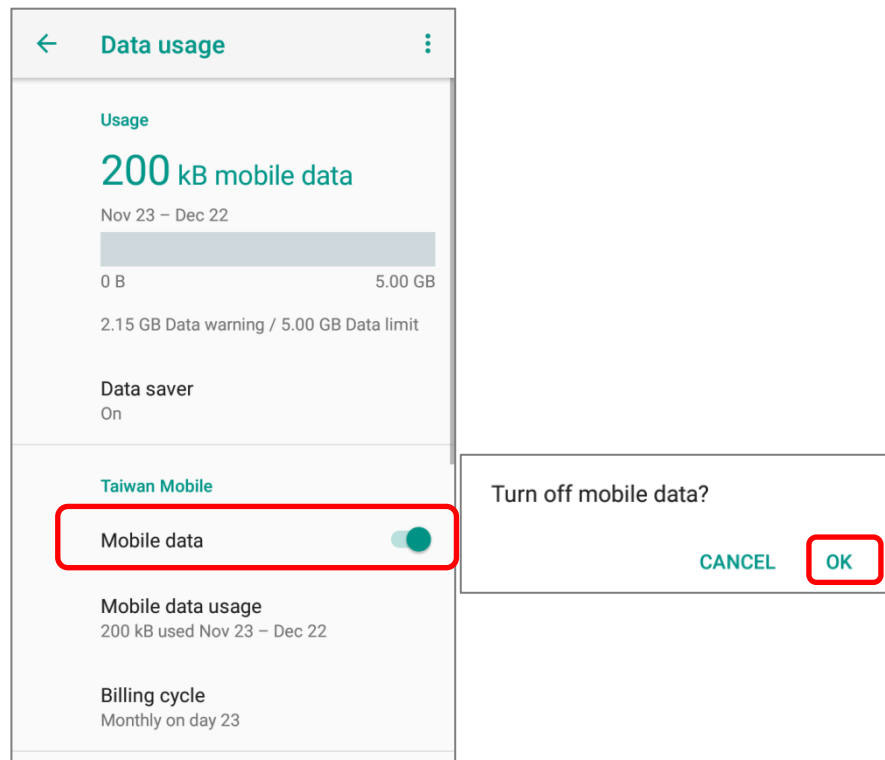 Data usage
Usage
200 kB mobile data
Nov 23 – Dec 22
0 B 5.00 GB
2.15 GB Data warning / 5.00 GB Data limit
Data saver
On
Taiwan Mobile
Mobile data
Mobile data usage
200 kB used Nov 23 – Dec 22
Billing cycle
Monthly on day 23
Turn off mobile data?
CANCEL OK